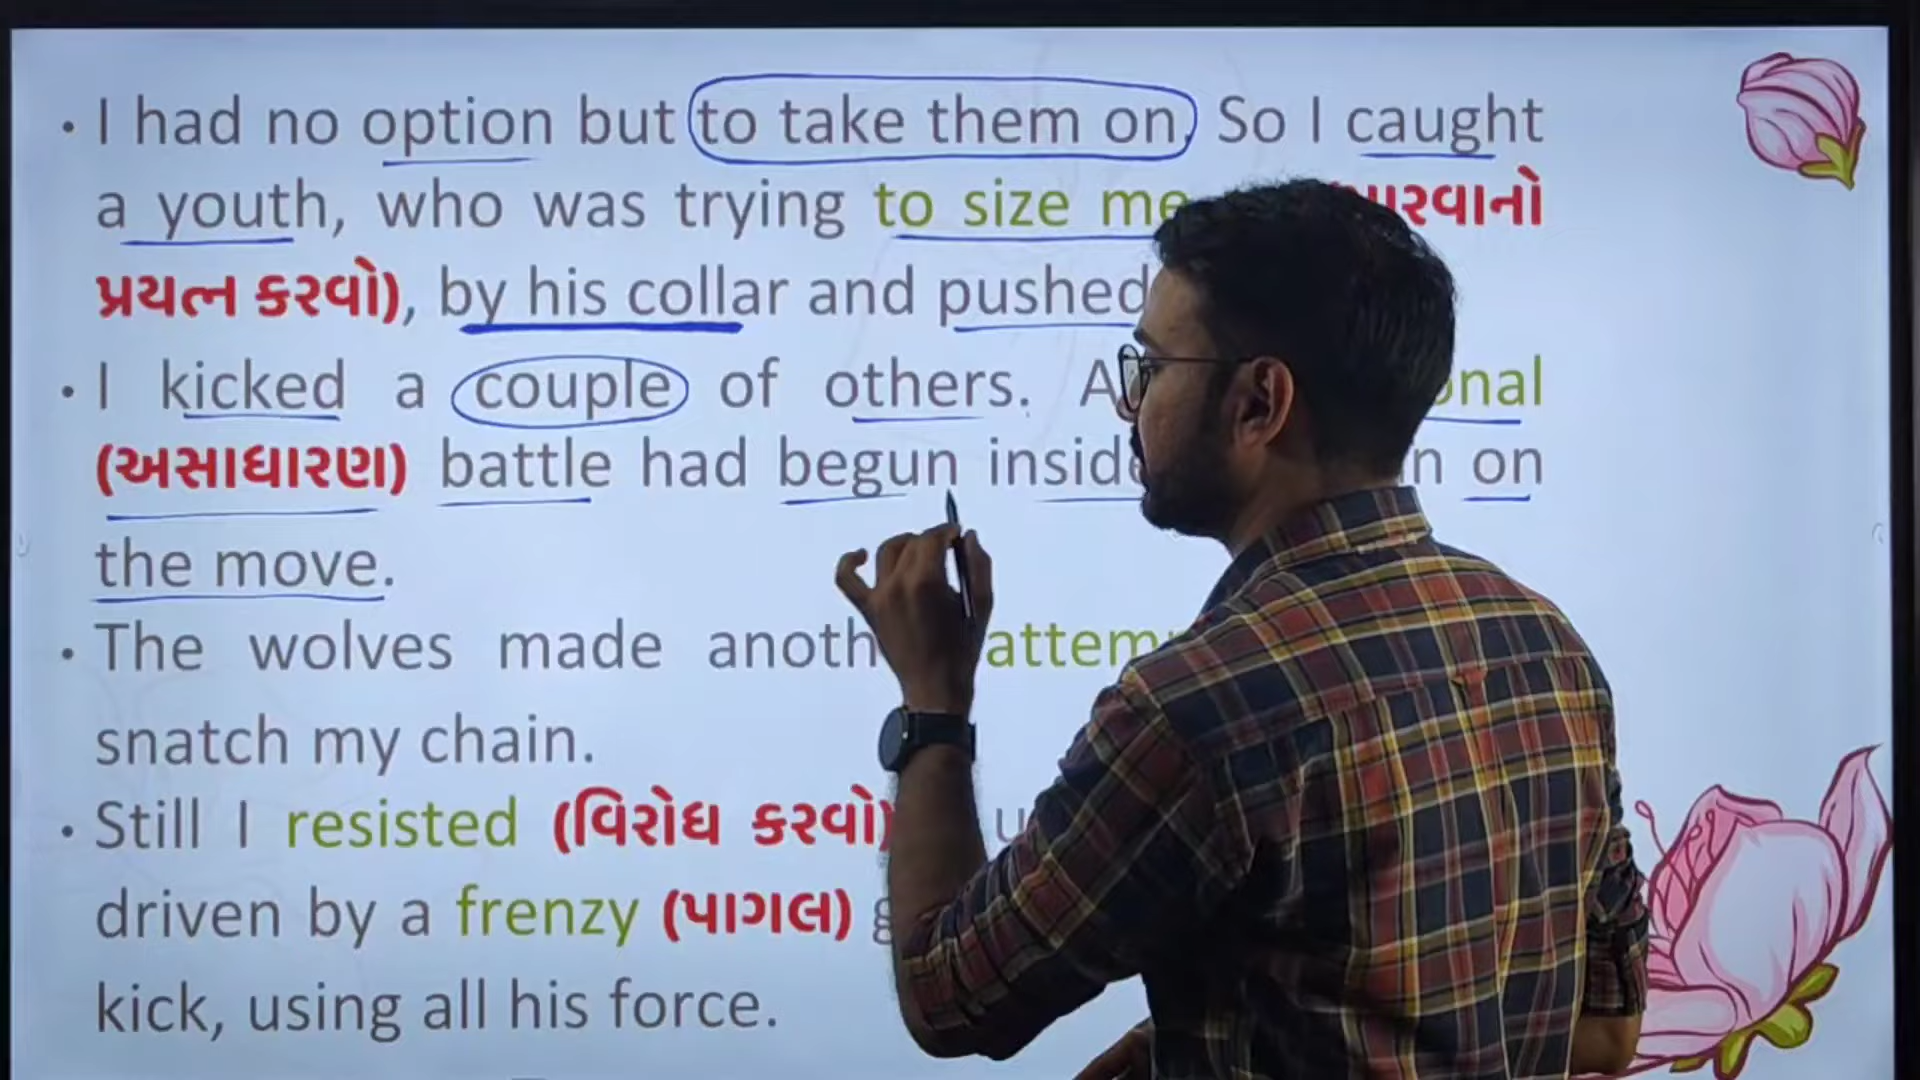 • I had no option but to take them on. So I caught
a youth, who was trying to size me
પ્રયત્ન કરવો), by his collar and pushed
• I kicked a couple of others.
(અસાધારણ) battle had begun on
the move.
• The wolves made
snatch my chain.
• Still I resisted (વિરોધ કરવો)
driven by a frenzy (પાગલ)
kick, using all his force.